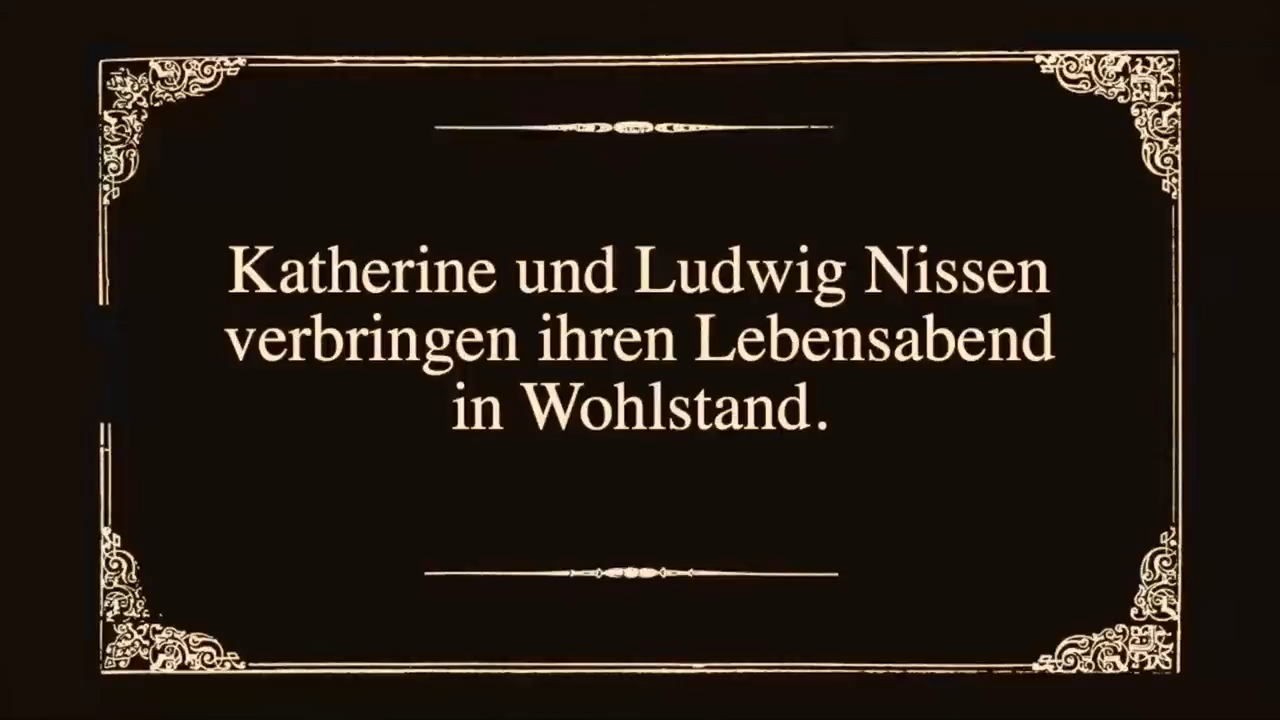 Katherine und Ludwig Nissen
verbringen ihren Lebensabend
in Wohlstand.